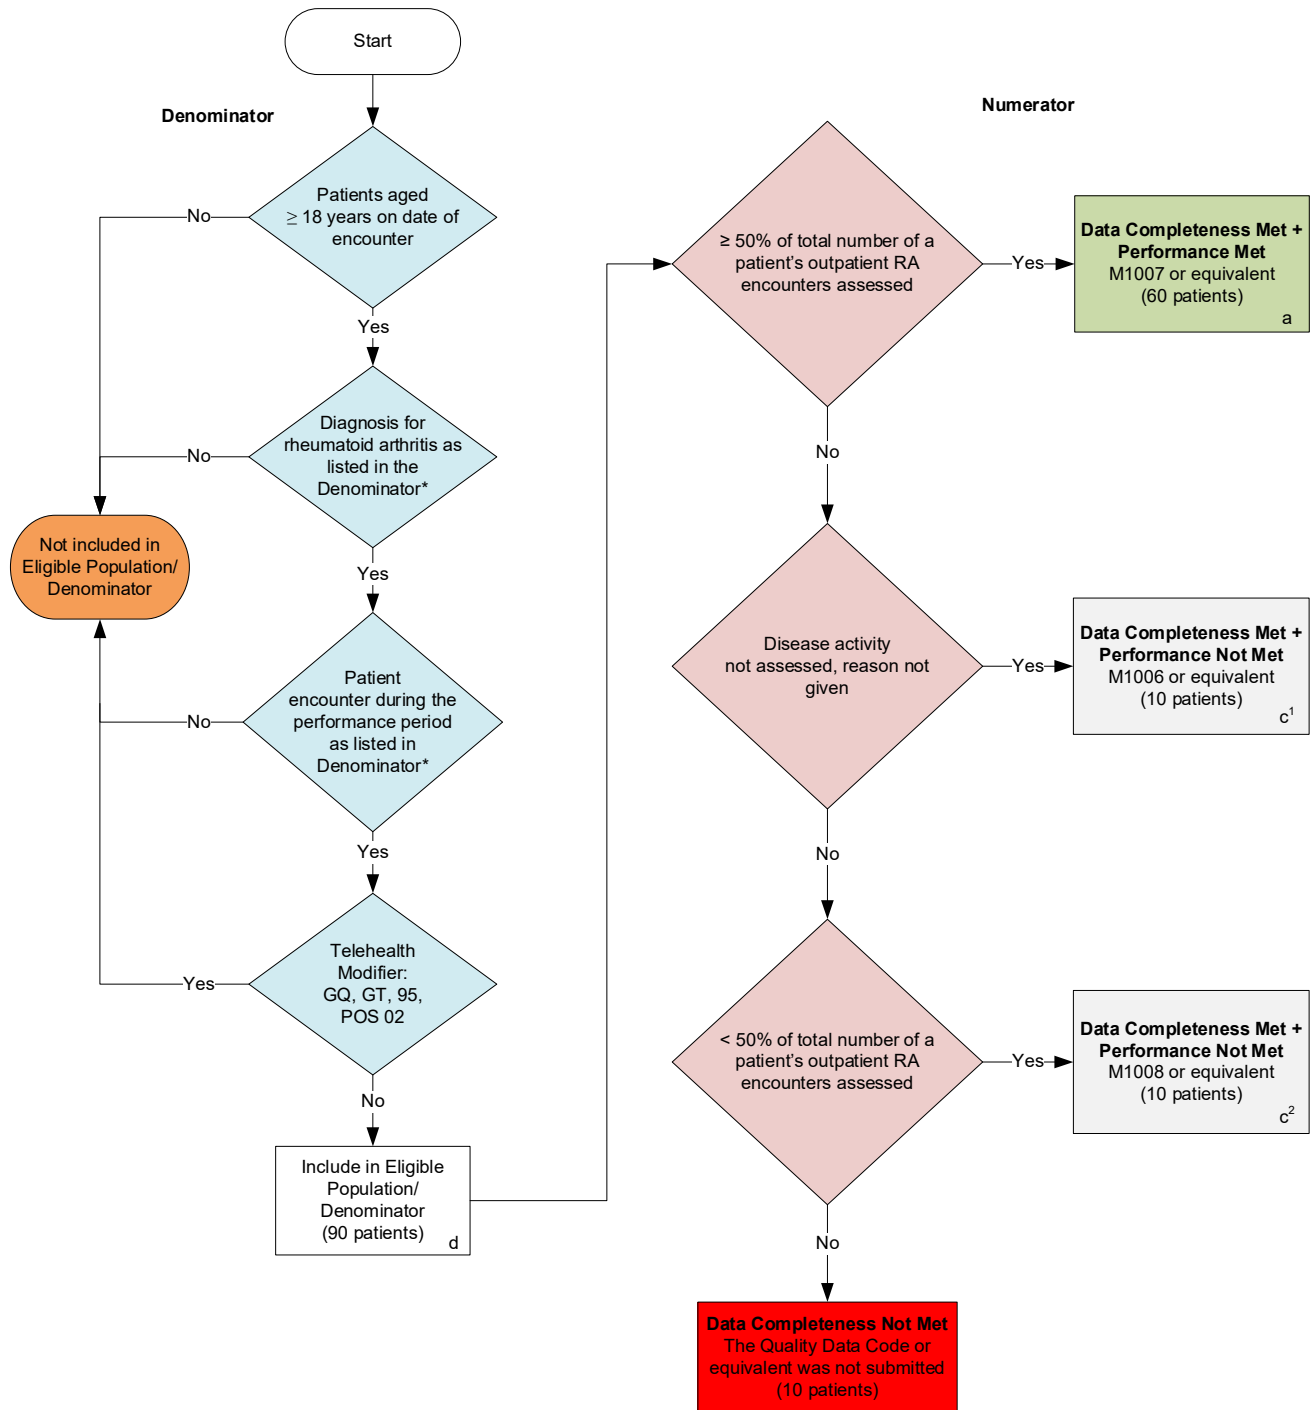 Start
Denominator
Patients aged
≥ 18 years on date of
encounter
No
Yes
Diagnosis for
rheumatoid arthritis as
listed in the
Denominator*
No
Yes
Not included in
Eligible Population/
Denominator
Patient
encounter during the
performance period
as listed in
Denominator*
No
Yes
Telehealth
Modifier:
GQ, GT, 95,
POS 02
Yes
No
Include in Eligible
Population/
Denominator
(90 patients)
d
Numerator
≥ 50% of total number of a
patient's outpatient RA
encounters assessed
Yes
Data Completeness Met +
Performance Met
M1007 or equivalent
(60 patients)
a
No
Disease activity
not assessed, reason not
given
Yes
Data Completeness Met +
Performance Not Met
M1006 or equivalent
(10 patients)
c¹
No
< 50% of total number of a
patient's outpatient RA
encounters assessed
Yes
Data Completeness Met +
Performance Not Met
M1008 or equivalent
(10 patients)
c²
No
Data Completeness Not Met
The Quality Data Code or
equivalent was not submitted
(10 patients)